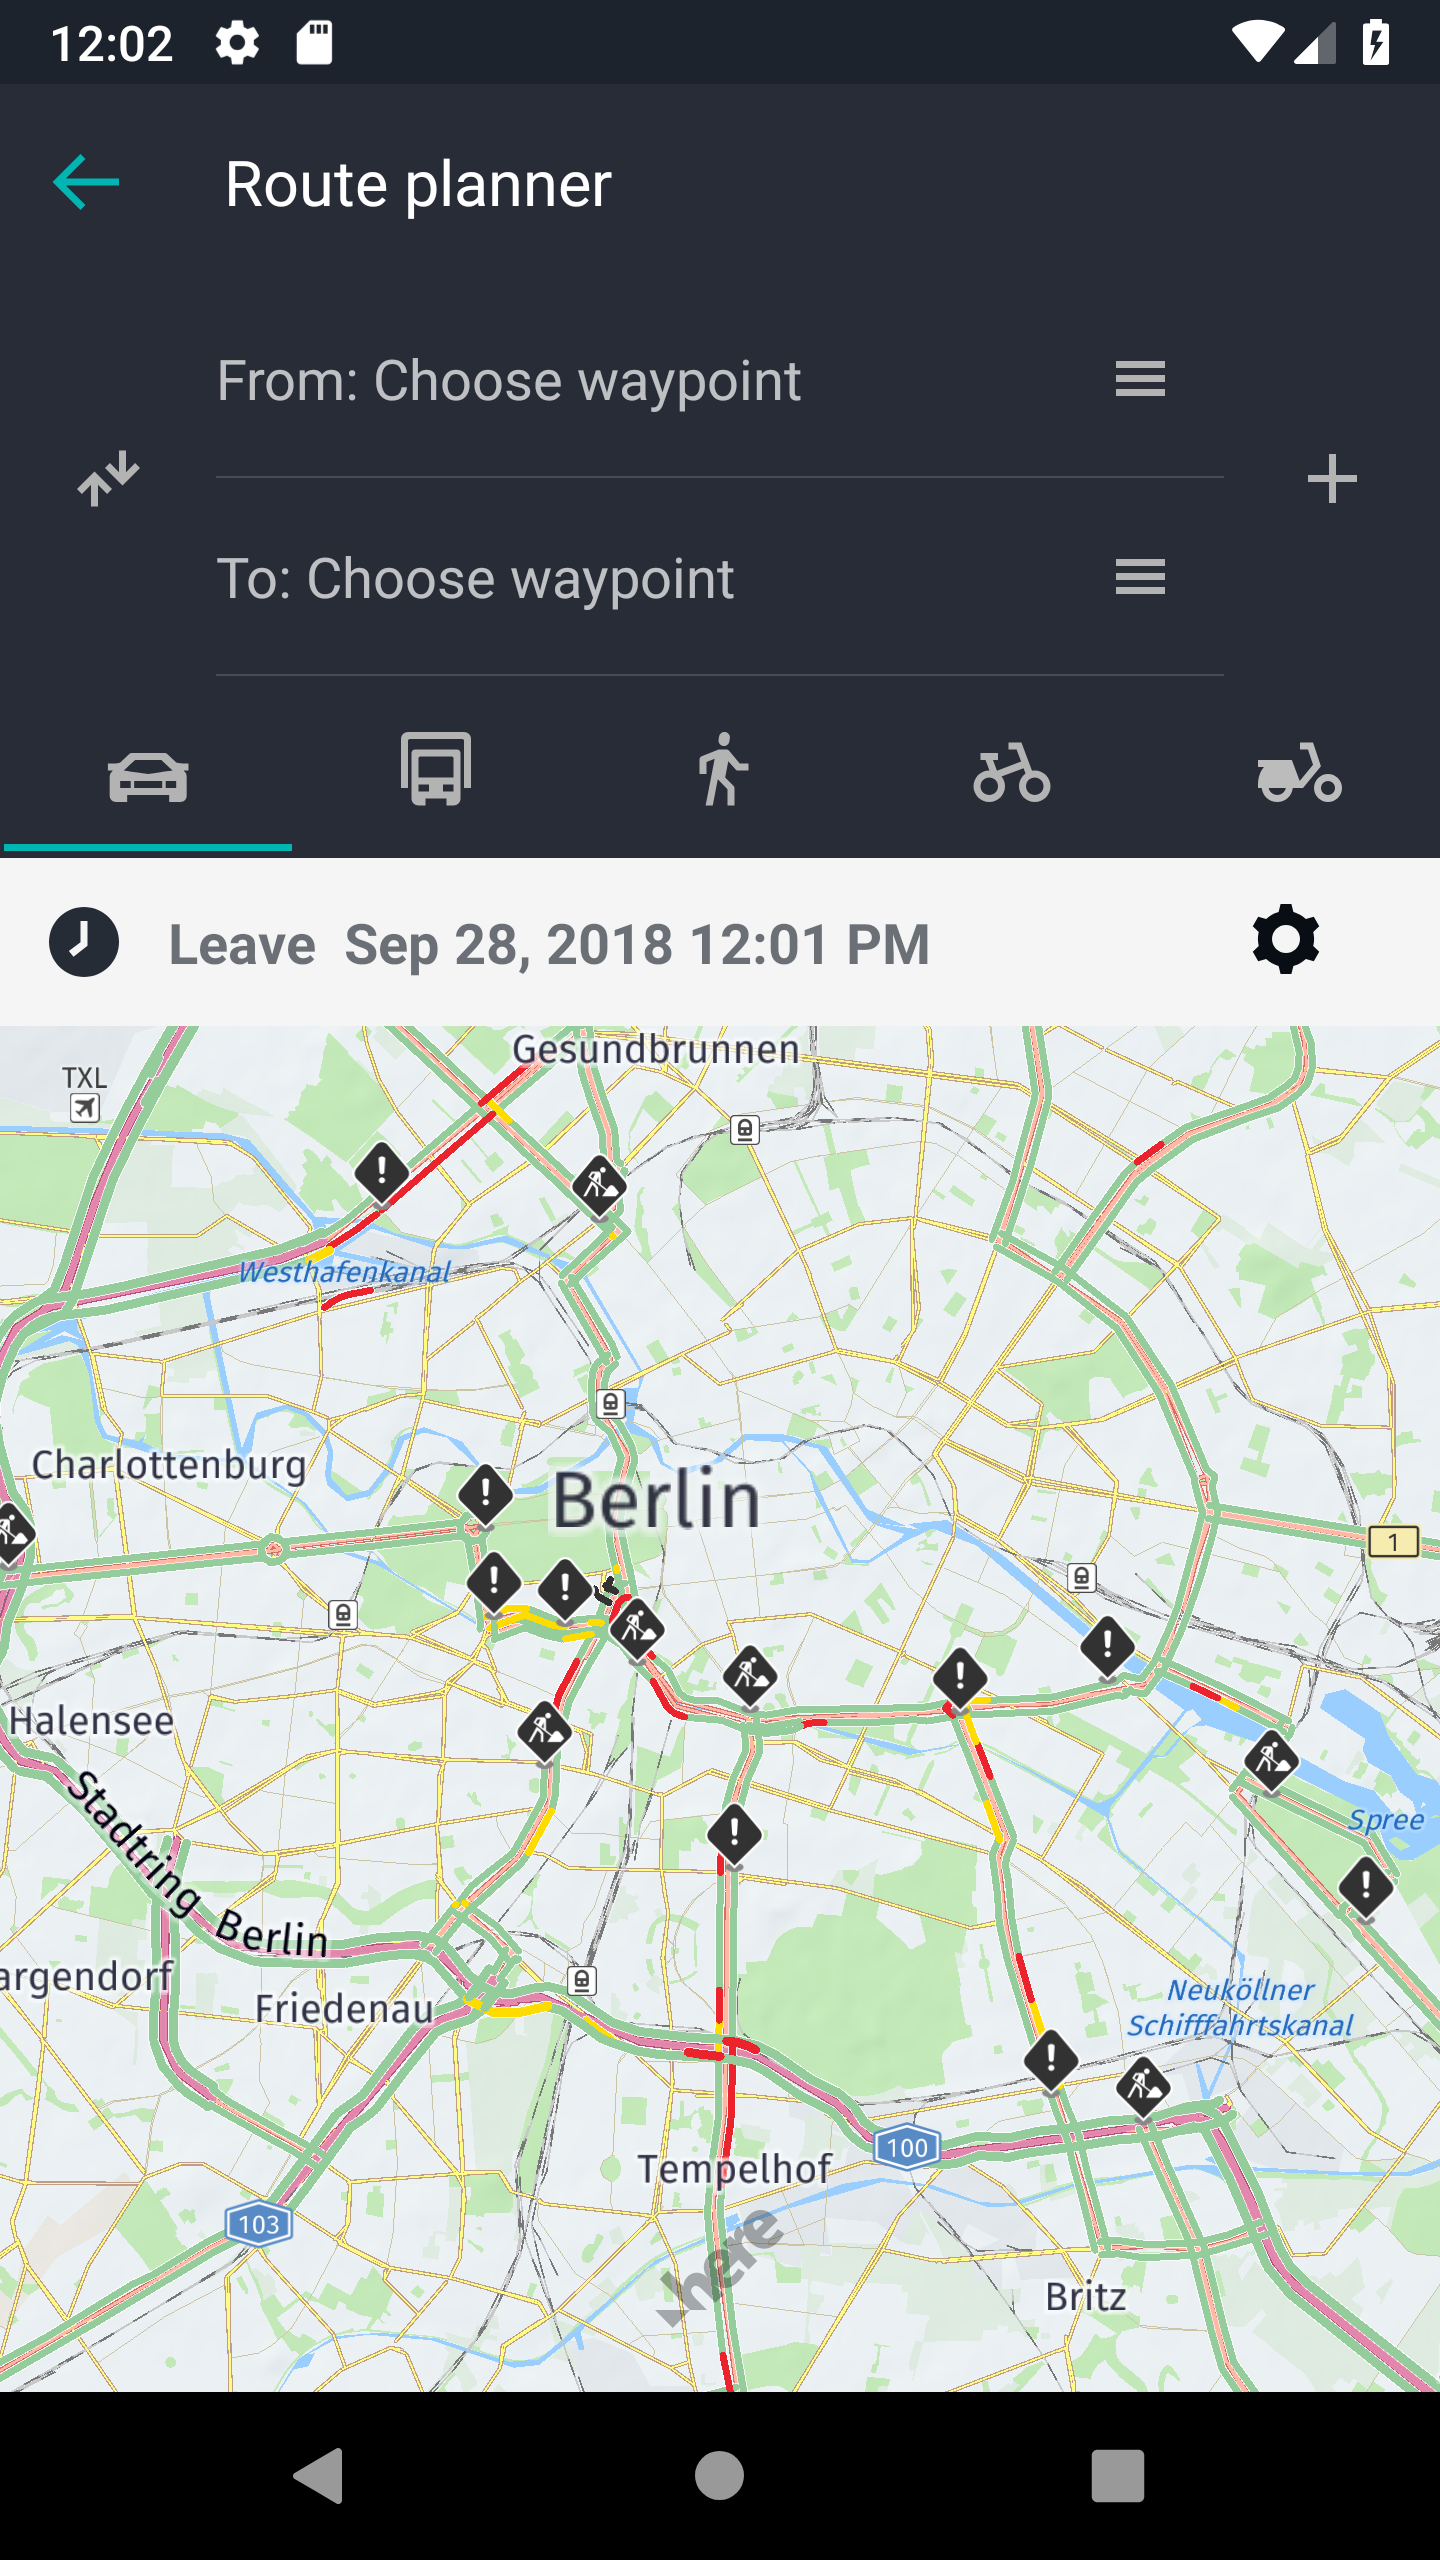 12:02
Route planner
From: Choose waypoint
To: Choose waypoint
Leave Sep 28, 2018 12:01 PM
Gesundbrunnen
TXL
Westhafenkanal
Charlottenburg
Berlin
1
Halensee
Spree
Stadtring Berlin
argendorf
Friedenau
Neuköllner
Schifffahrtskanal
100
Tempelhof
103
here
Britz